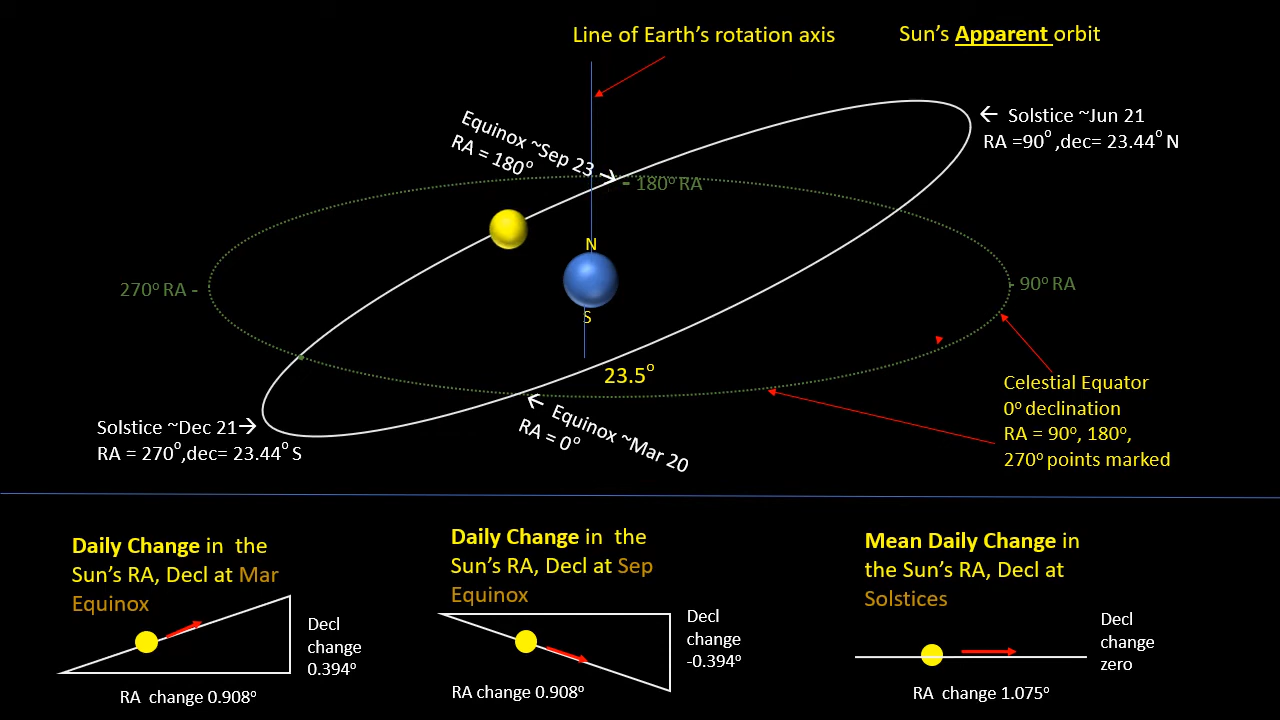 Line of Earth's rotation axis
Sun's Apparent orbit
Equinox ~Sep 23 →
RA = 180°
← Solstice ~Jun 21
RA =90° ,dec= 23.44° N
- 180° RA
N
270° RA -
- 90° RA
S
23.5°
Celestial Equator
0° declination
RA = 90°, 180°,
270° points marked
Solstice ~Dec 21→
RA = 270°,dec= 23.44° S
← Equinox ~Mar 20
RA = 0°
Daily Change in the
Sun's RA, Decl at Mar
Equinox
Decl
change
0.394°
RA change 0.908°
Daily Change in the
Sun's RA, Decl at Sep
Equinox
Decl
change
-0.394°
RA change 0.908°
Mean Daily Change in
the Sun's RA, Decl at
Solstices
Decl
change
zero
RA change 1.075°